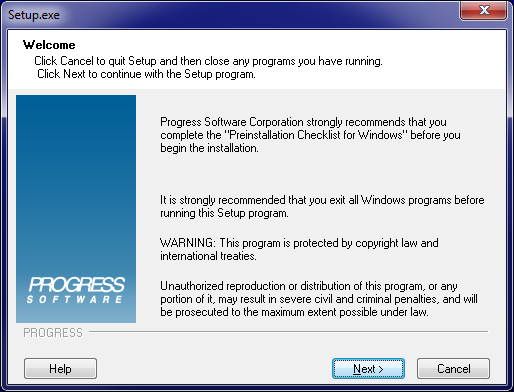 Setup.exe
Welcome
Click Cancel to quit Setup and then close any programs you have running.
Click Next to continue with the Setup program.
Progress Software Corporation strongly recommends that you
complete the "Preinstallation Checklist for Windows" before you
begin the installation.
It is strongly recommended that you exit all Windows programs before
running this Setup program.
WARNING: This program is protected by copyright law and
international treaties.
Unauthorized reproduction or distribution of this program, or any
portion of it, may result in severe civil and criminal penalties, and will
be prosecuted to the maximum extent possible under law.
PROGRESS
SOFTWARE
PROGRESS
Help
Next >
Cancel